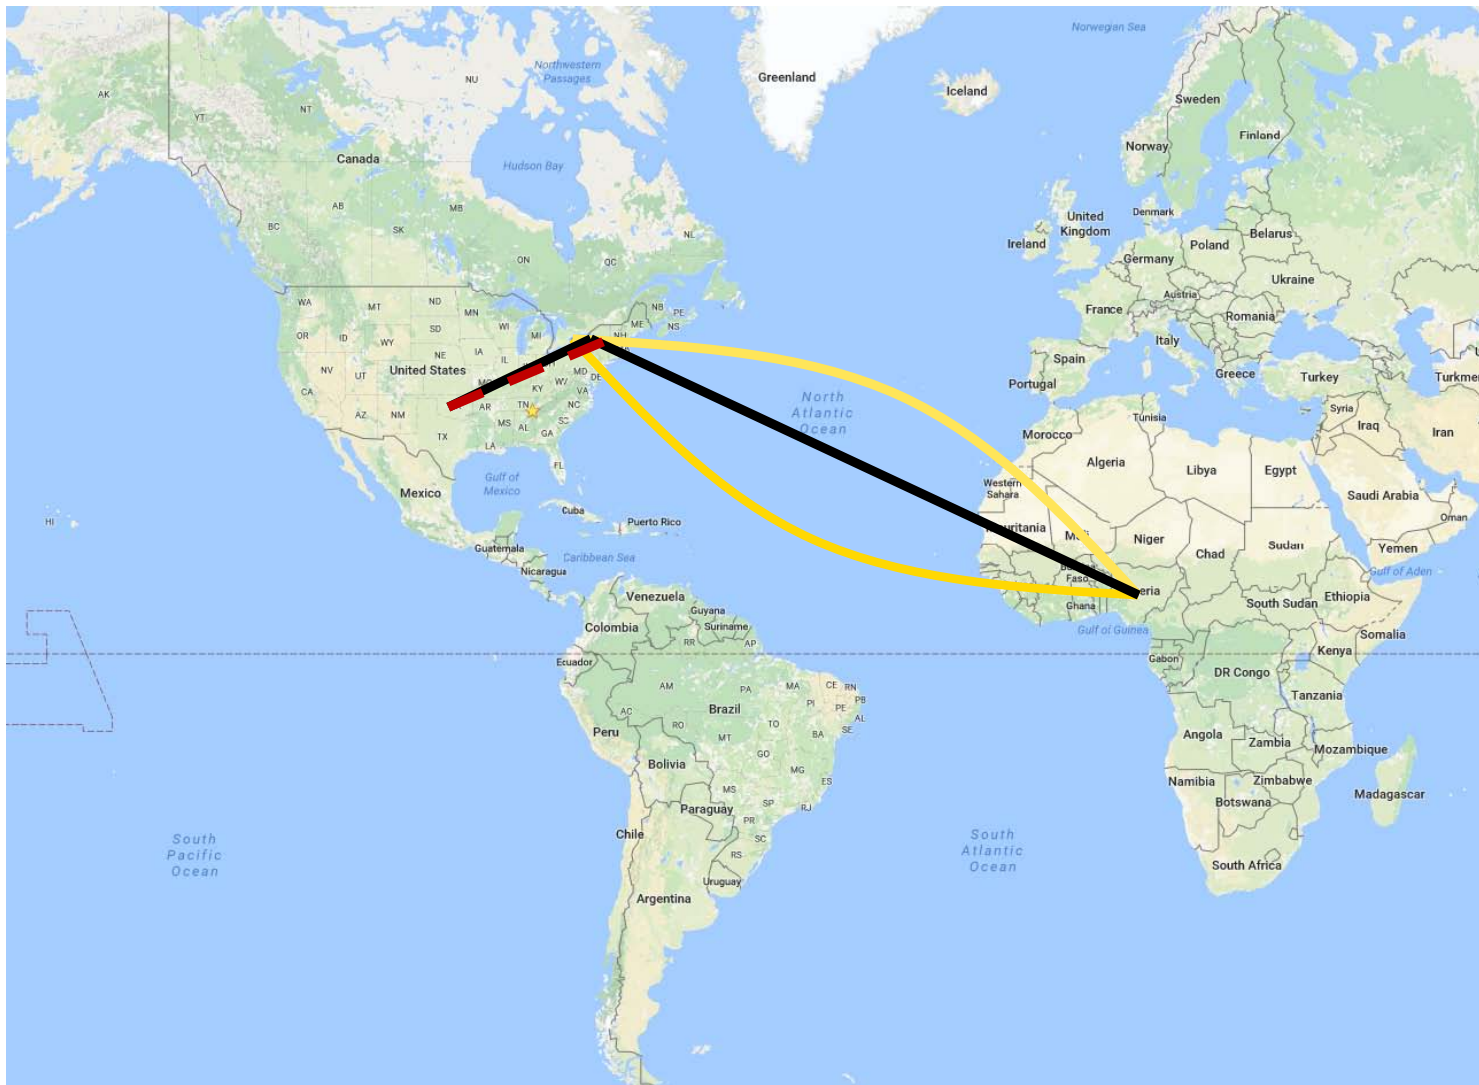 Norwegian Sea
Greenland
Iceland
Northwestern
Passages
NU
AK
NT
YT
Sweden
Finland
Norway
Canada
Hudson Bay
AB
MB
BC
SK
NL
ON
QC
United
Kingdom
Denmark
Ireland
Belarus
Poland
Germany
Ukraine
Austria
France
Romania
WA
MT
ND
MN
NB
PE
ME
NS
OR
ID
SD
WI
MI
NH
WY
NE
IA
IL
Italy
Spain
Greece
Portugal
Turkey
Turkme
NV
UT
United States
KY
WV
MD
DE
VA
CA
AZ
NM
AR
TN
NC
MS
AL
SC
GA
TX
LA
FL
North
Atlantic
Ocean
Tunisia
Syria
Iraq
Iran
Morocco
Algeria
Libya
Egypt
Western
Sahara
Saudi Arabia
Oman
Gulf of
Mexico
Mexico
Cuba
Puerto Rico
HI
Niger
Chad
Sudan
Yemen
Gulf of Aden
Guatemala
Caribbean Sea
Nicaragua
Faso
Ghana
eria
Ethiopia
South Sudan
Gulf of Guinea
Somalia
Venezuela
Guyana
Suriname
Colombia
RR
AP
Ecuador
Gabon
Kenya
DR Congo
Tanzania
AM
PA
MA
CE
RN
PB
PI
PE
AL
SE
AC
RO
Brazil
TO
BA
Peru
MT
GO
Bolivia
MG
ES
MS
SP
RJ
Paraguay
PR
SC
RS
Chile
Uruguay
Argentina
Angola
Zambia
Mozambique
Namibia
Zimbabwe
Botswana
Madagascar
South Africa
South
Pacific
Ocean
South
Atlantic
Ocean